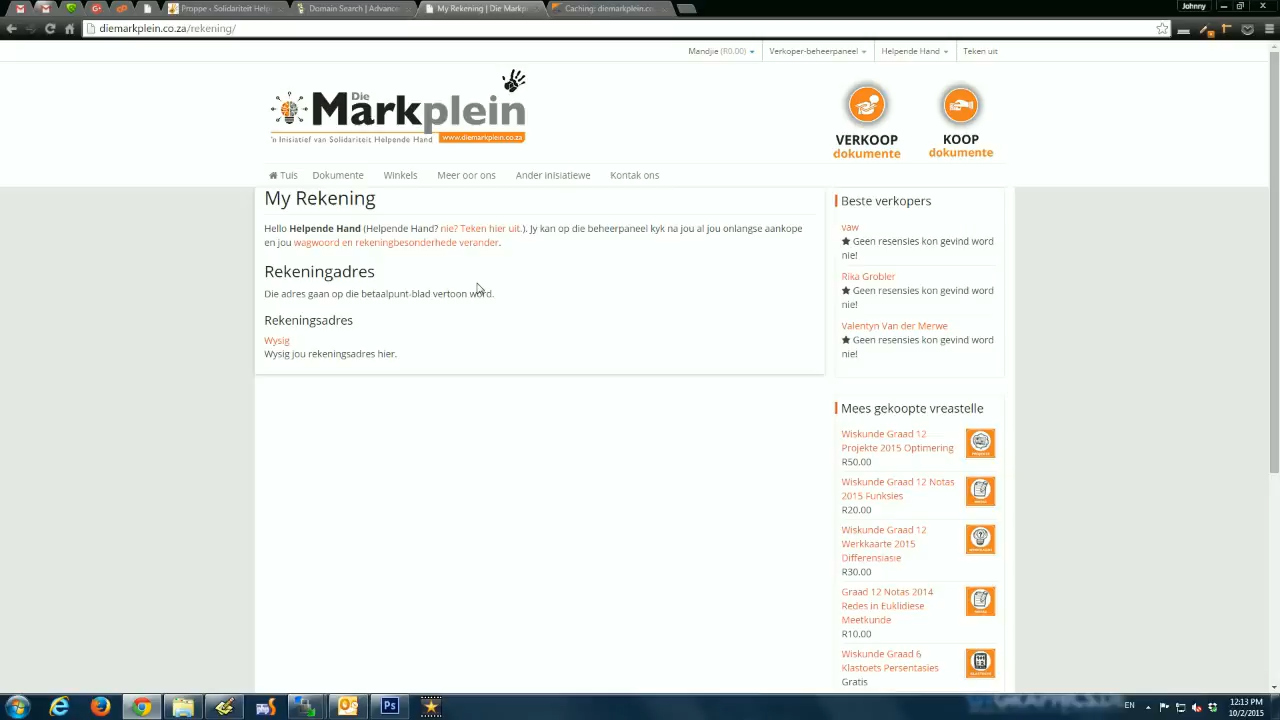 Proppe ‹ Solidariteit Help
Domain Search | Advance
My Rekening | Die Markp
Caching: diemarkplein.co
Johnny
diemarkplein.co.za/rekening/
Mandjie (R0.00)
Verkoper-beheerpaneel
Helpende Hand
Teken uit
Die
Markplein
'n Inisiatief van Solidariteit Helpende Hand
www.diemarkplein.co.za
VERKOOP
dokumente
KOOP
dokumente
Tuis
Dokumente
Winkels
Meer oor ons
Ander inisiatiewe
Kontak ons
My Rekening
Hello Helpende Hand (Helpende Hand? nie? Teken hier uit.). Jy kan op die beheerpaneel kyk na jou al jou onlangse aankope
en jou wagwoord en rekeningbesonderhede verander.
Rekeningadres
Die adres gaan op die betaalpunt-blad vertoon word.
Rekeningsadres
Wysig
Wysig jou rekeningsadres hier.
Beste verkopers
vaw
Geen resensies kon gevind word
nie!
Rika Grobler
Geen resensies kon gevind word
nie!
Valentyn Van der Merwe
Geen resensies kon gevind word
nie!
Mees gekoopte vreastelle
Wiskunde Graad 12
Projekte 2015 Optimering
R50.00
Wiskunde Graad 12 Notas
2015 Funksies
R20.00
Wiskunde Graad 12
Werkkaarte 2015
Differensiasie
R30.00
Graad 12 Notas 2014
Redes in Euklidiese
Meetkunde
R10.00
Wiskunde Graad 6
Klastoets Persentasies
Gratis
EN
12:13 PM
10/2/2015